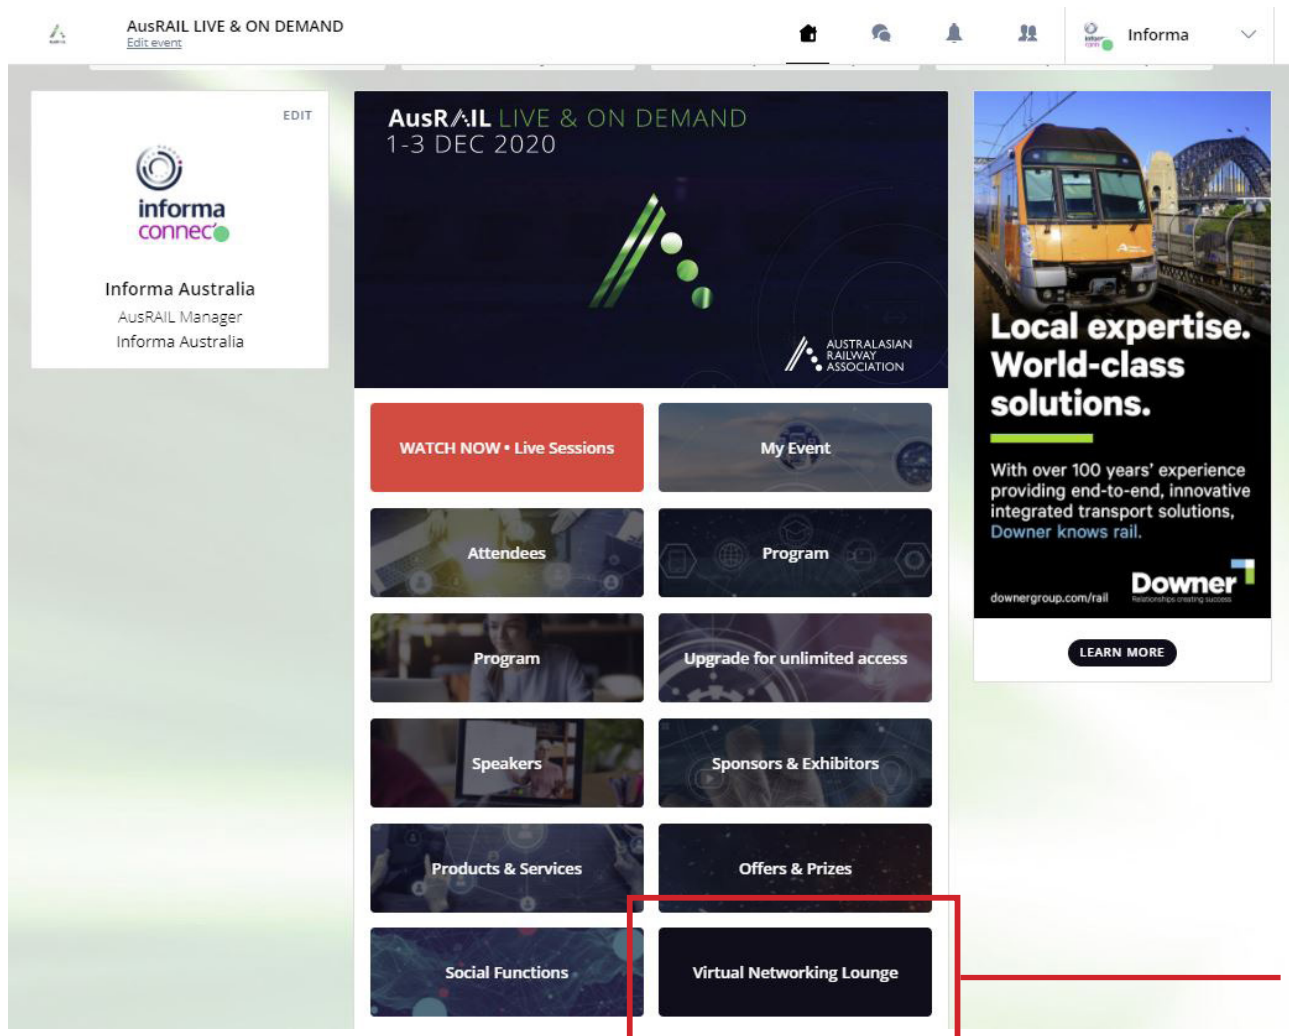 AusRAIL LIVE & ON DEMAND
Edit event
Informa
EDIT
informa
connec
Informa Australia
AusRAIL Manager
Informa Australia
AusRAIL LIVE & ON DEMAND
1-3 DEC 2020
AUSTRALASIAN
RAILWAY
ASSOCIATION
WATCH NOW • Live Sessions
My Event
Attendees
Program
Program
Upgrade for unlimited access
Speakers
Sponsors & Exhibitors
Products & Services
Offers & Prizes
Social Functions
Virtual Networking Lounge
Local expertise.
World-class
solutions.
With over 100 years' experience
providing end-to-end, innovative
integrated transport solutions,
Downer knows rail.
downergroup.com/rail
Downer
Relationships creating success
LEARN MORE